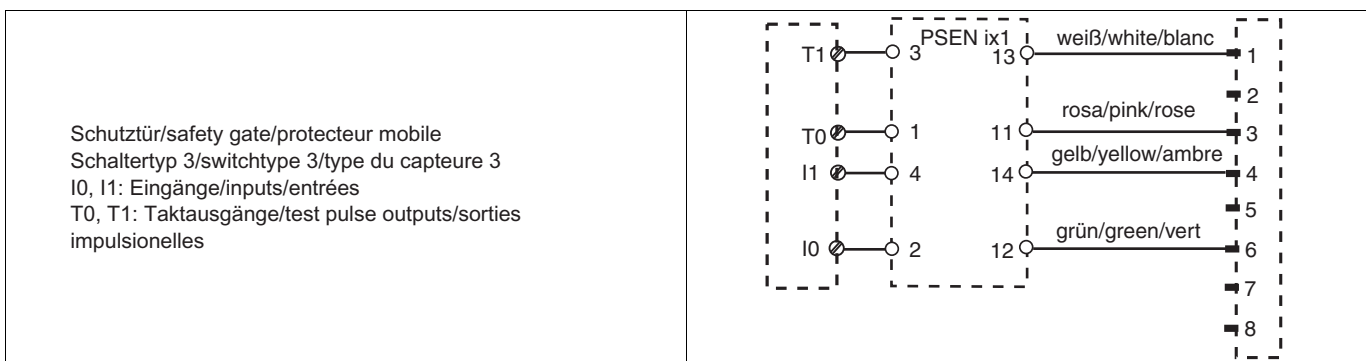 Schutztür/safety gate/protecteur mobile
Schaltertyp 3/switchtype 3/type du capteure 3
I0, I1: Eingänge/inputs/entrées
T0, T1: Taktausgänge/test pulse outputs/sorties
impulsionelles
PSEN ix1
T1 3 13 weiß/white/blanc 1
2
T0 1 11 rosa/pink/rose 3
I1 4 14 gelb/yellow/ambre 4
5
I0 2 12 grün/green/vert 6
7
8